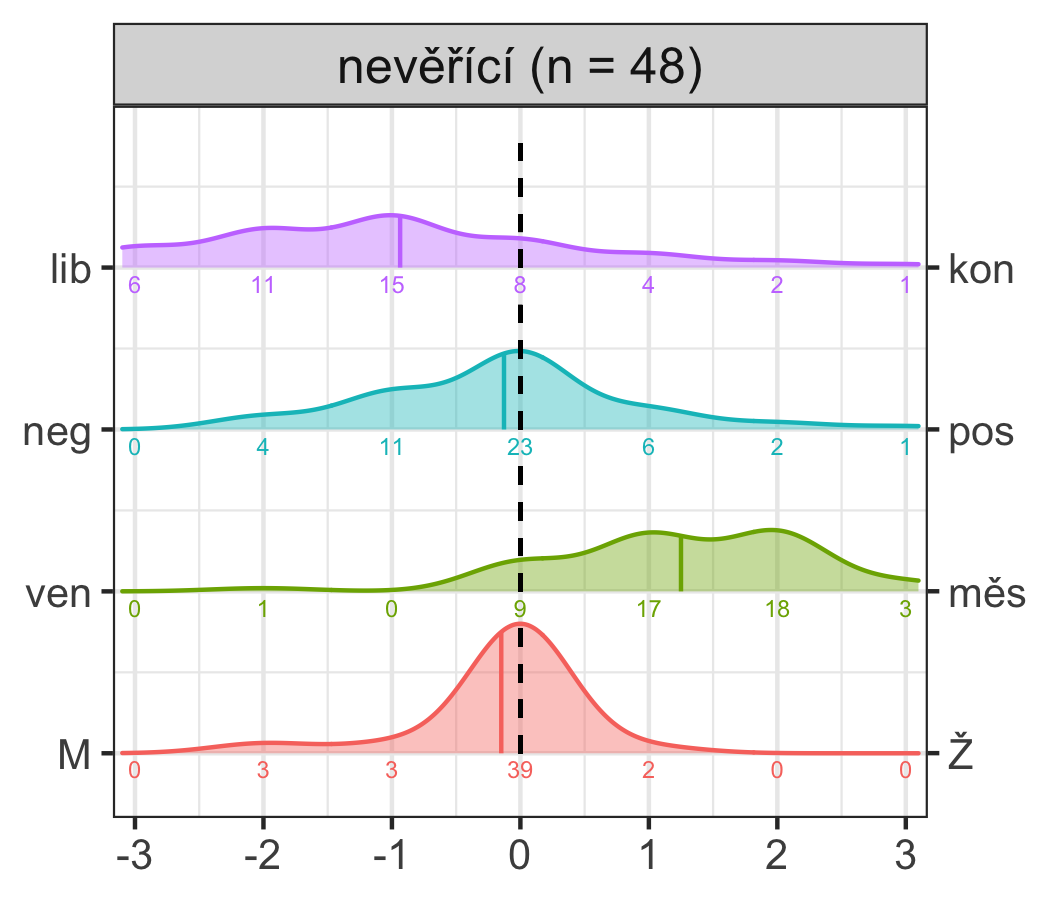 nevěřící (n = 48)
lib kon
6 11 15 8 4 2 1
neg pos
0 4 11 23 6 2 1
ven měs
0 1 0 9 17 18 3
M Ž
0 3 3 39 2 0 0
-3 -2 -1 0 1 2 3